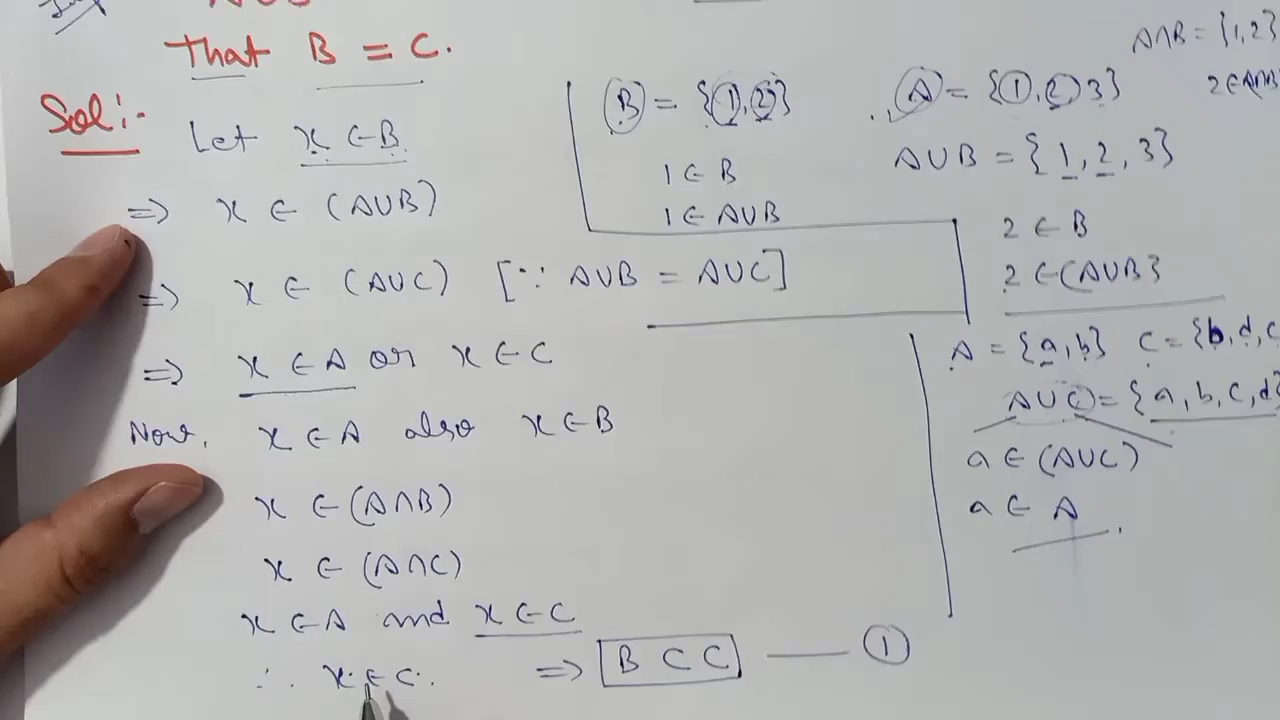 That B = C.
Sol:-
Let x ∈ B
=> x ∈ (A∪B)
=> x ∈ (A∪C) [∵ A∪B = A∪C]
=> x ∈ A or x ∈ C
Now, x ∈ A also x ∈ B
x ∈ (A∩B)
x ∈ (A∩C)
x ∈ A and x ∈ C
∴ x ∈ C. => B ⊂ C — 1
B = {1, 2}
1 ∈ B
1 ∈ A∪B
A∩B = {1, 2}
2 ∈ A∩B
A = {1, 2, 3}
A∪B = {1, 2, 3}
2 ∈ B
2 ∈ (A∪B}
A = {a, b} C = {b, d, c
A∪C = {a, b, c, d}
a ∈ (A∪C)
a ∈ A